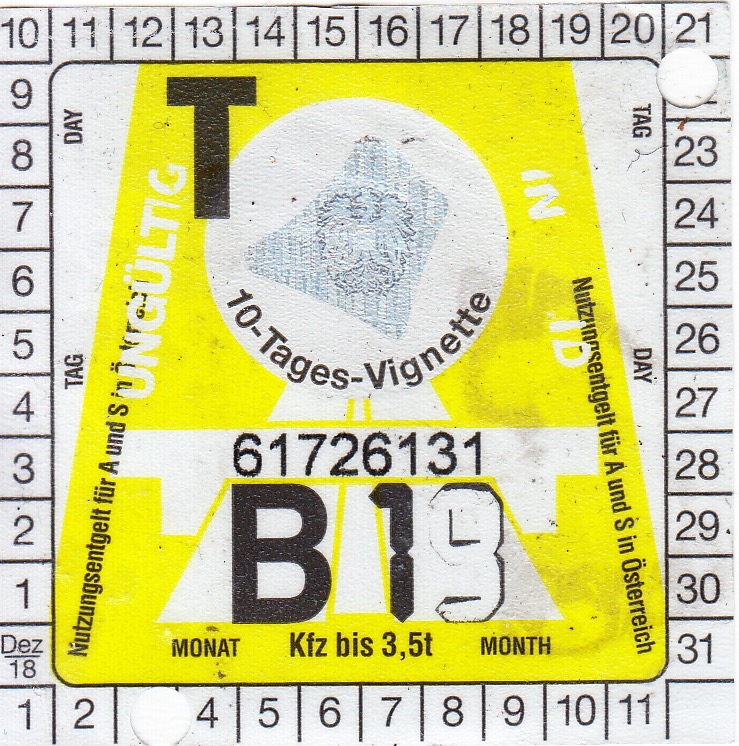 10 11 12 13 14 15 16 17 18 19 20 21
9
8
7
6
5
4
3
2
1
Dez
18
DAY
TAG
T
UNGÜLTIG
10-Tages-Vignette
TAG
DAY
61726131
B 19
Nutzungsentgelt für A und S in
Nutzungsentgelt für A und S in Österreich
MONAT Kfz bis 3,5t MONTH
23
24
25
26
27
28
29
30
31
1 2 4 5 6 7 8 9 10 11